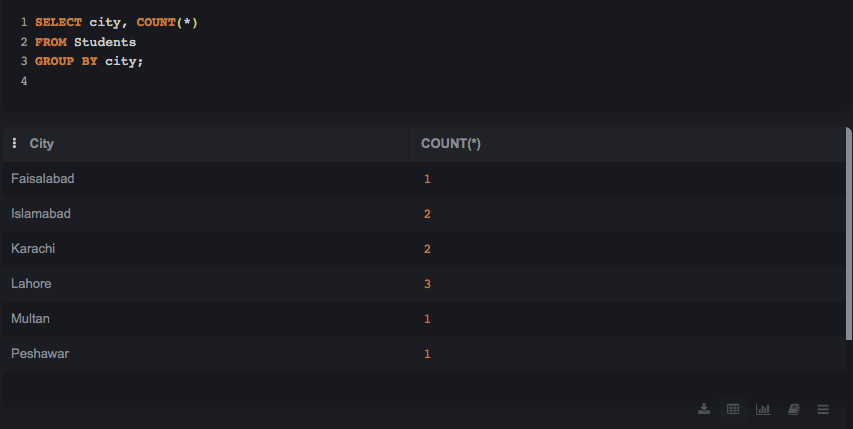 1 SELECT city, COUNT(*)
2 FROM Students
3 GROUP BY city;
4
City COUNT(*)
Faisalabad 1
Islamabad 2
Karachi 2
Lahore 3
Multan 1
Peshawar 1